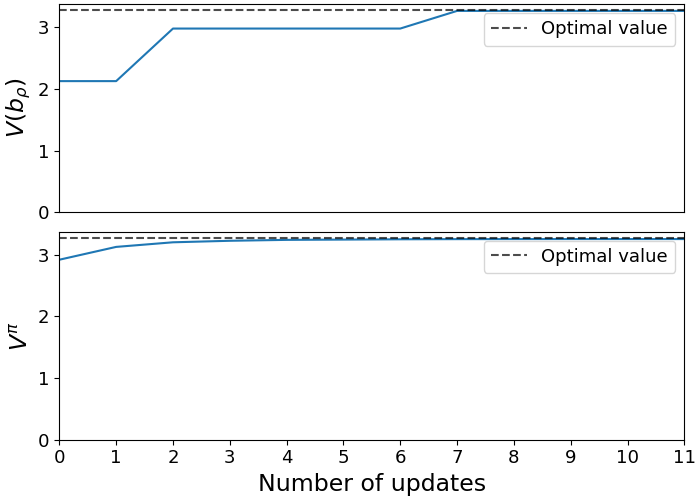 3
2
1
0
V(bρ)
Optimal value
3
2
1
0
V^π
Optimal value
0 1 2 3 4 5 6 7 8 9 10 11
Number of updates